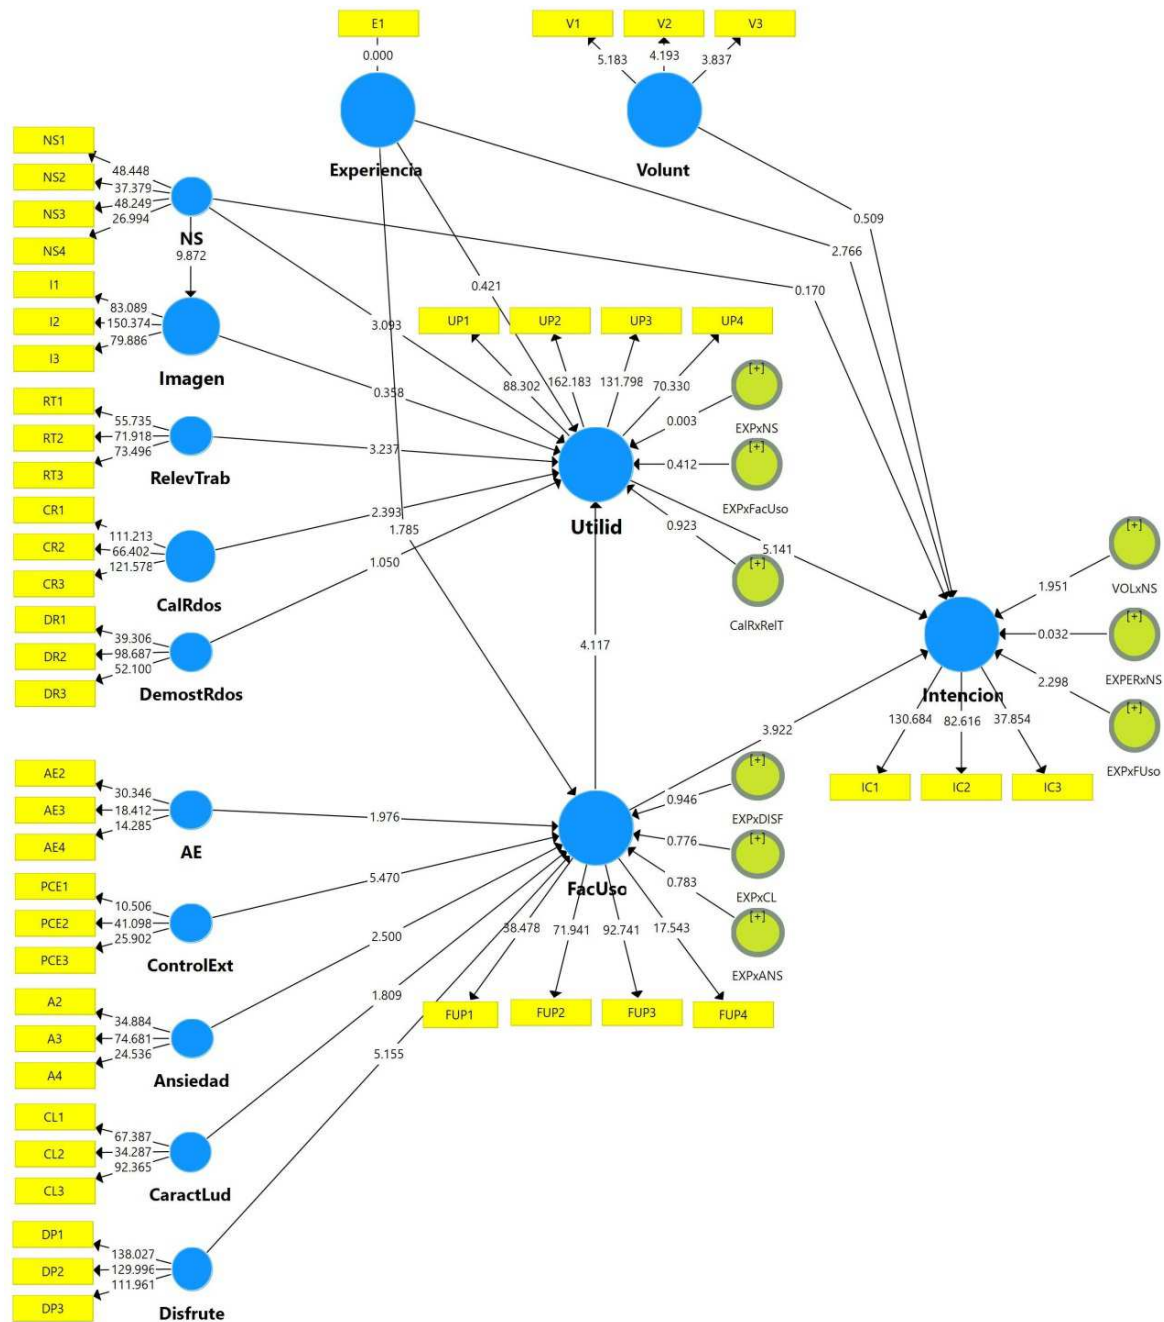 E1
V1
V2
V3
0.000
5.183
4.193
3.837
Experiencia
Volunt
NS1
NS2
NS3
NS4
48.448
37.379
48.249
26.994
NS
9.872
0.509
2.766
0.170
0.421
3.093
I1
I2
I3
83.089
150.374
79.886
Imagen
0.358
UP1
UP2
UP3
UP4
88.302
162.183
131.798
70.330
[+]
EXPxNS
0.003
[+]
EXPxFacUso
0.412
[+]
CalRxRelT
0.923
Utilid
RT1
RT2
RT3
55.735
71.918
73.496
RelevTrab
3.237
CR1
CR2
CR3
111.213
66.402
121.578
CalRdos
2.393
1.785
1.050
DR1
DR2
DR3
39.306
98.687
52.100
DemostRdos
4.117
5.141
3.922
[+]
VOLxNS
1.951
[+]
EXPERxNS
0.032
[+]
EXPxFUso
2.298
Intencion
130.684
82.616
37.854
IC1
IC2
IC3
AE2
AE3
AE4
30.346
18.412
14.285
AE
1.976
[+]
EXPxDISF
0.946
[+]
EXPxCL
0.776
[+]
EXPxANS
0.783
FacUso
PCE1
PCE2
PCE3
10.506
41.098
25.902
ControlExt
5.470
38.478
71.941
92.741
17.543
FUP1
FUP2
FUP3
FUP4
A2
A3
A4
34.884
74.681
24.536
Ansiedad
2.500
CL1
CL2
CL3
67.387
34.287
92.365
CaractLud
1.809
DP1
DP2
DP3
138.027
129.996
111.961
Disfrute
5.155